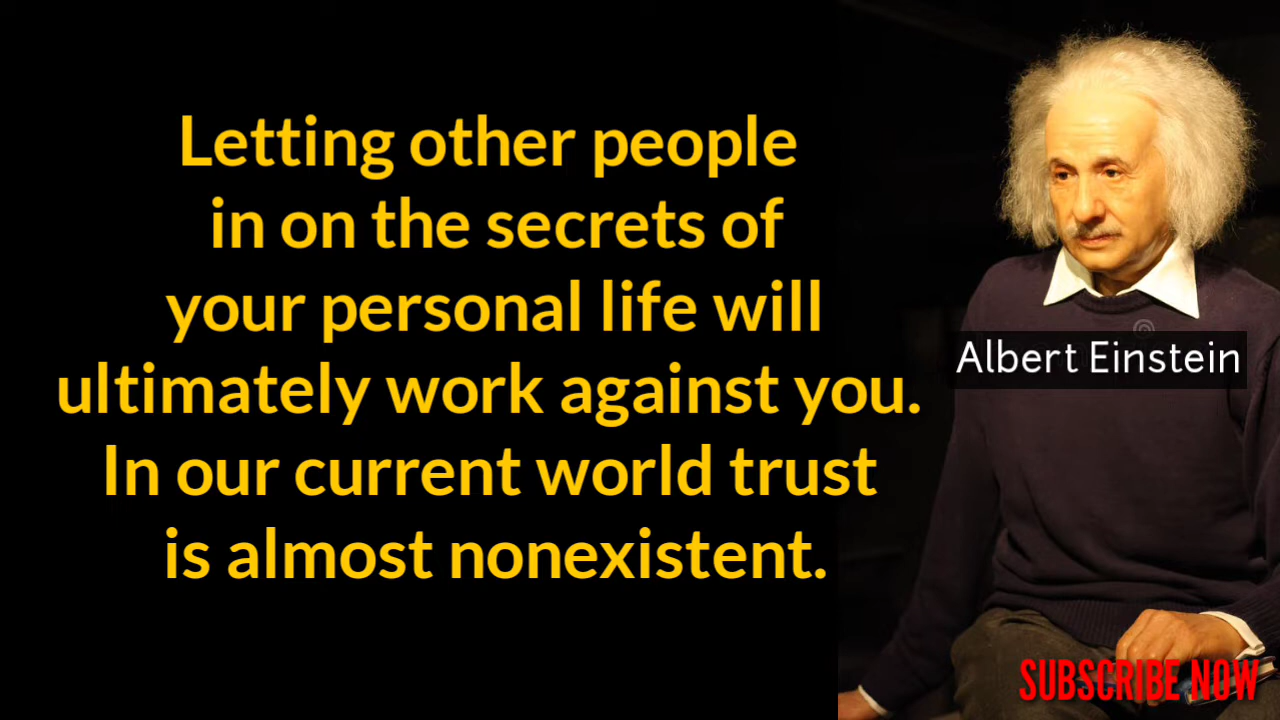 Letting other people
in on the secrets of
your personal life will
ultimately work against you.
In our current world trust
is almost nonexistent.
Albert Einstein
SUBSCRIBE NOW